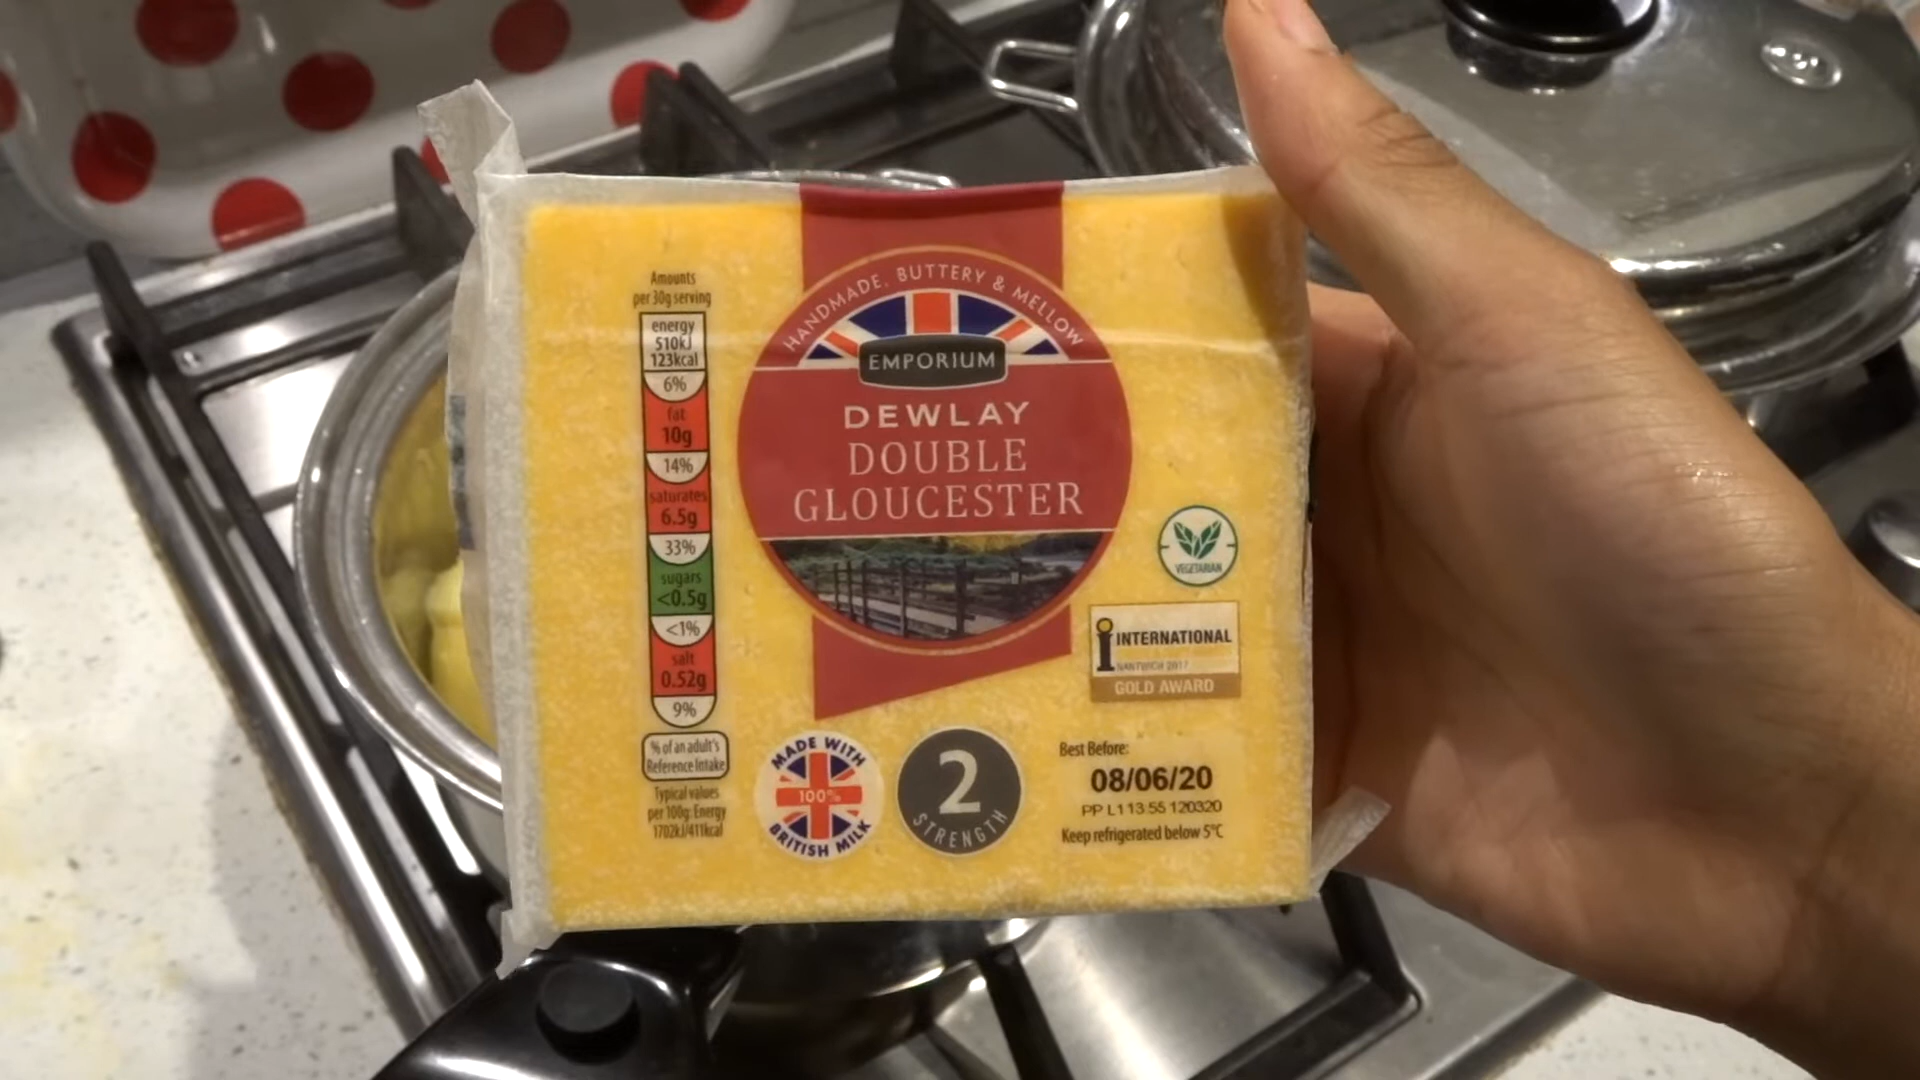 Amounts
per 30g serving
energy
510kJ
123kcal
6%
fat
10g
14%
saturates
6.5g
33%
sugars
<0.5g
<1%
salt
0.52g
9%
% of an adult's
Reference Intake
Typical values
per 100g: Energy
1702kJ/411kcal
HANDMADE, BUTTERY & MELLOW
EMPORIUM
DEWLAY
DOUBLE
GLOUCESTER
VEGETARIAN
INTERNATIONAL
NANTWICH 2017
GOLD AWARD
MADE WITH
100%
BRITISH MILK
2
STRENGTH
Best Before:
08/06/20
PP L1 13:55 120320
Keep refrigerated below 5°C